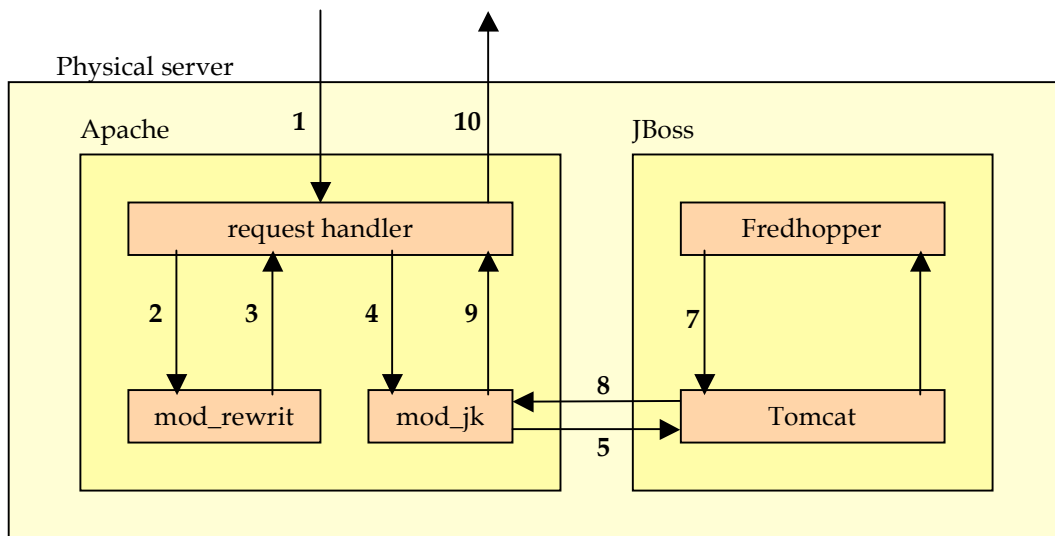 Physical server
Apache
JBoss
1
10
request handler
Fredhopper
2
3
4
9
7
8
mod_rewrit
mod_jk
Tomcat
5